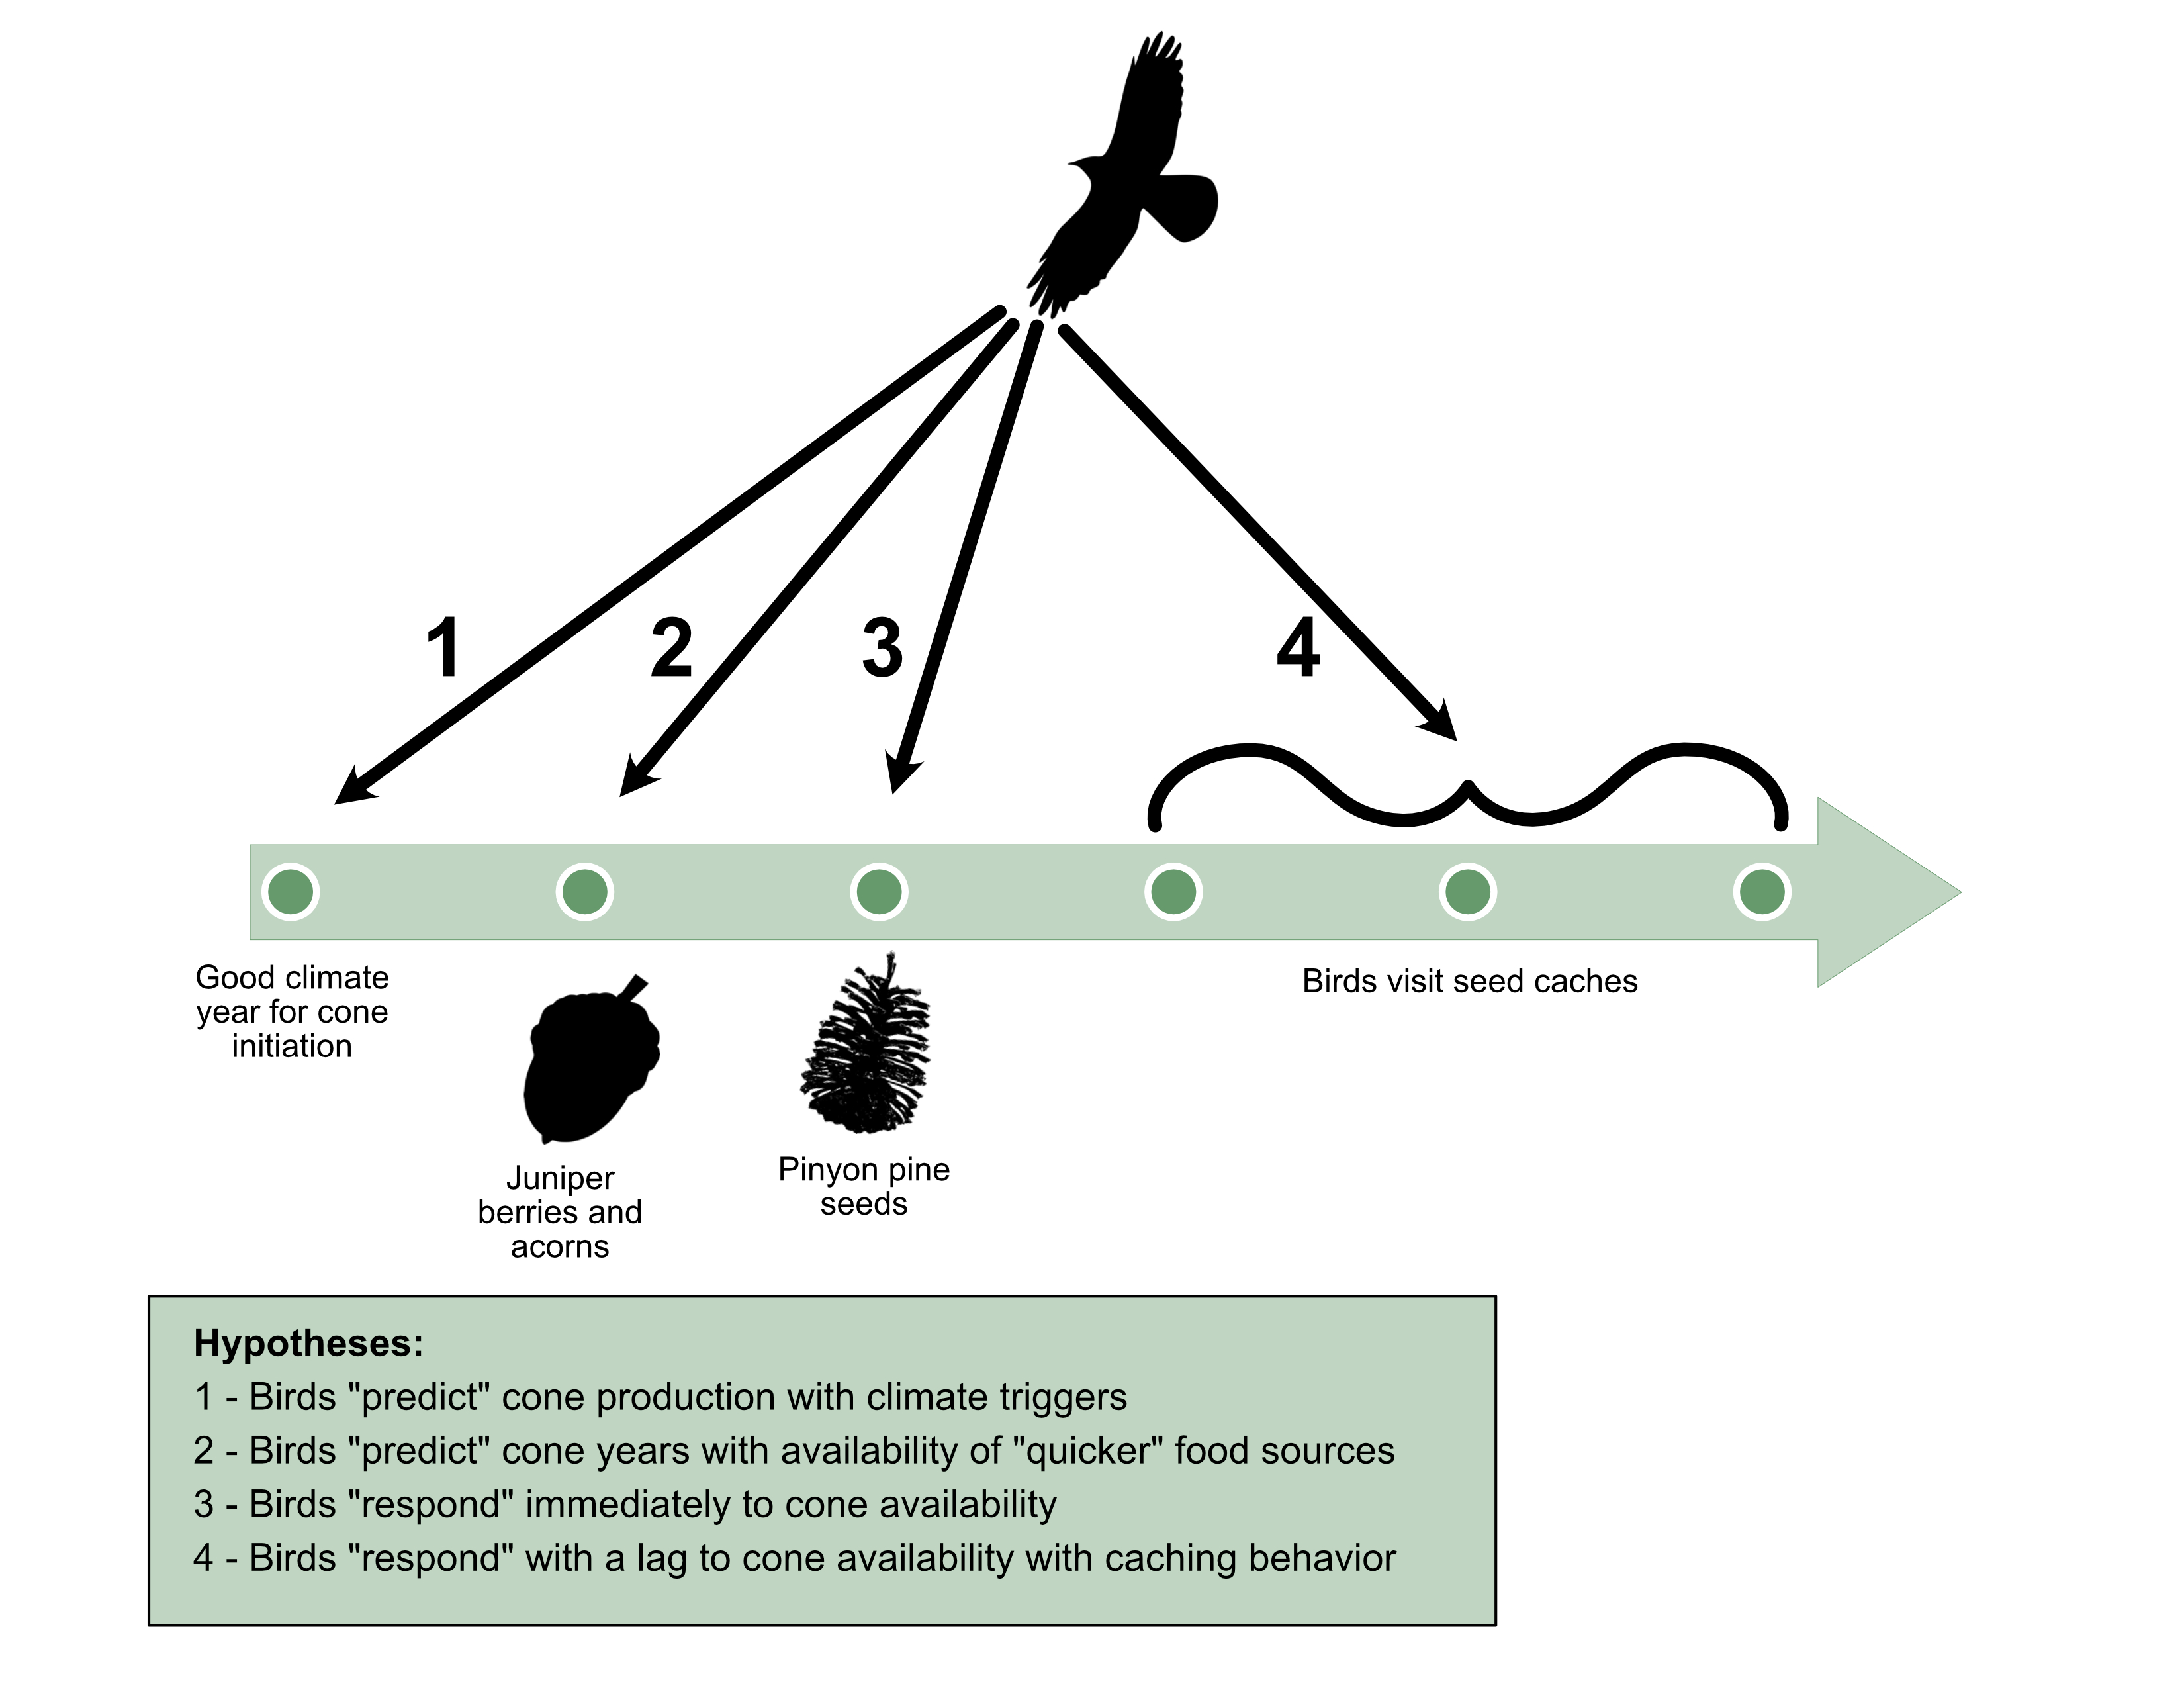 1
2
3
4
Good climate
year for cone
initiation
Juniper
berries and
acorns
Pinyon pine
seeds
Birds visit seed caches
Hypotheses:
1 - Birds "predict" cone production with climate triggers
2 - Birds "predict" cone years with availability of "quicker" food sources
3 - Birds "respond" immediately to cone availability
4 - Birds "respond" with a lag to cone availability with caching behavior